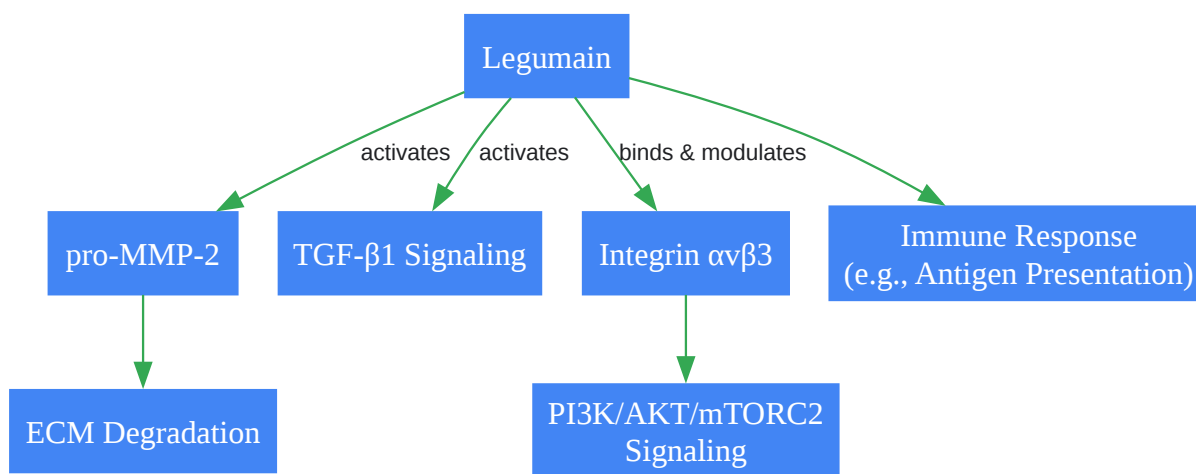 Legumain
activates
activates
binds & modulates
pro-MMP-2
TGF-β1 Signaling
Integrin αvβ3
Immune Response
(e.g., Antigen Presentation)
ECM Degradation
PI3K/AKT/mTORC2
Signaling